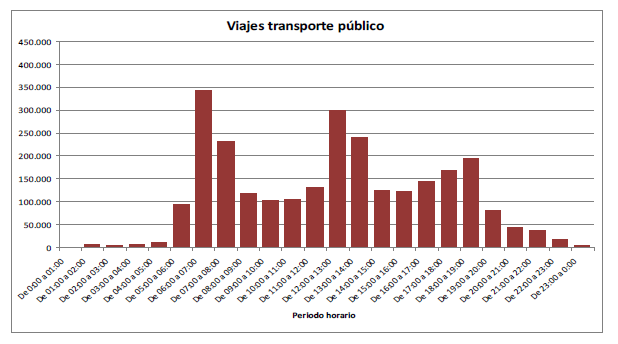 Viajes transporte público
450.000
400.000
350.000
300.000
250.000
200.000
150.000
100.000
50.000
0
De 0:00 a 01:00
De 01:00 a 02:00
De 02:00 a 03:00
De 03:00 a 04:00
De 04:00 a 05:00
De 05:00 a 06:00
De 06:00 a 07:00
De 07:00 a 08:00
De 08:00 a 09:00
De 09:00 a 10:00
De 10:00 a 11:00
De 11:00 a 12:00
De 12:00 a 13:00
De 13:00 a 14:00
De 14:00 a 15:00
De 15:00 a 16:00
De 16:00 a 17:00
De 17:00 a 18:00
De 18:00 a 19:00
De 19:00 a 20:00
De 20:00 a 21:00
De 21:00 a 22:00
De 22:00 a 23:00
De 23:00 a 0:00
Periodo horario